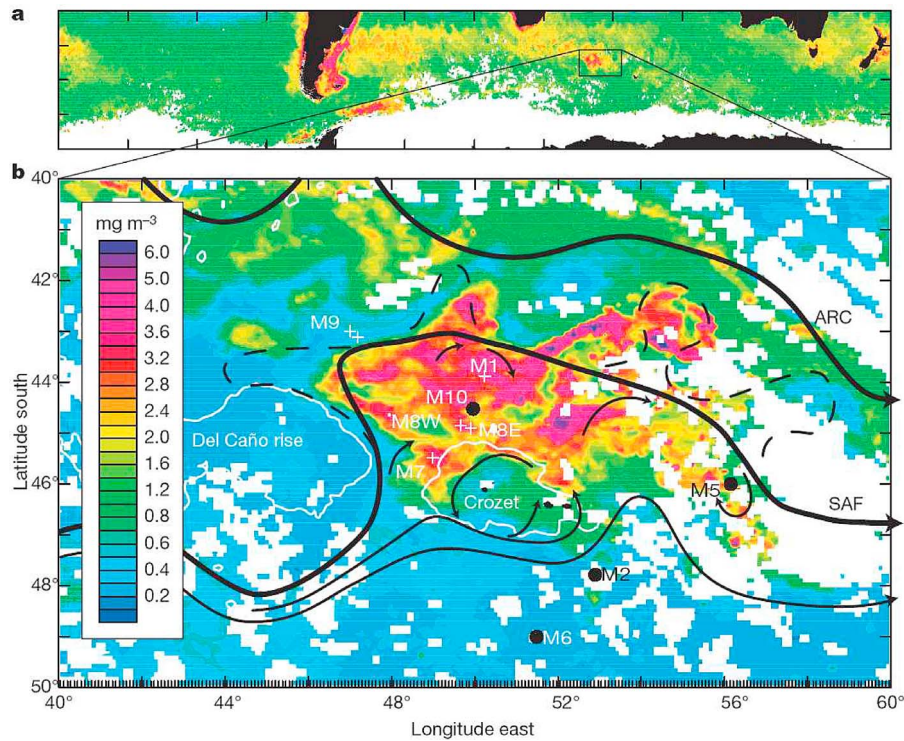 a
b
40°
mg m⁻³
6.0
5.0
4.0
3.6
3.2
2.8
2.4
2.0
1.6
1.2
0.8
0.6
0.4
0.2
42°
44°
46°
48°
50°
Latitude south
M9
ARC
M1
M10
M8W
M8E
Del Caño rise
M7
Crozet
M5
SAF
M2
M6
40° 44° 48° 52° 56° 60°
Longitude east